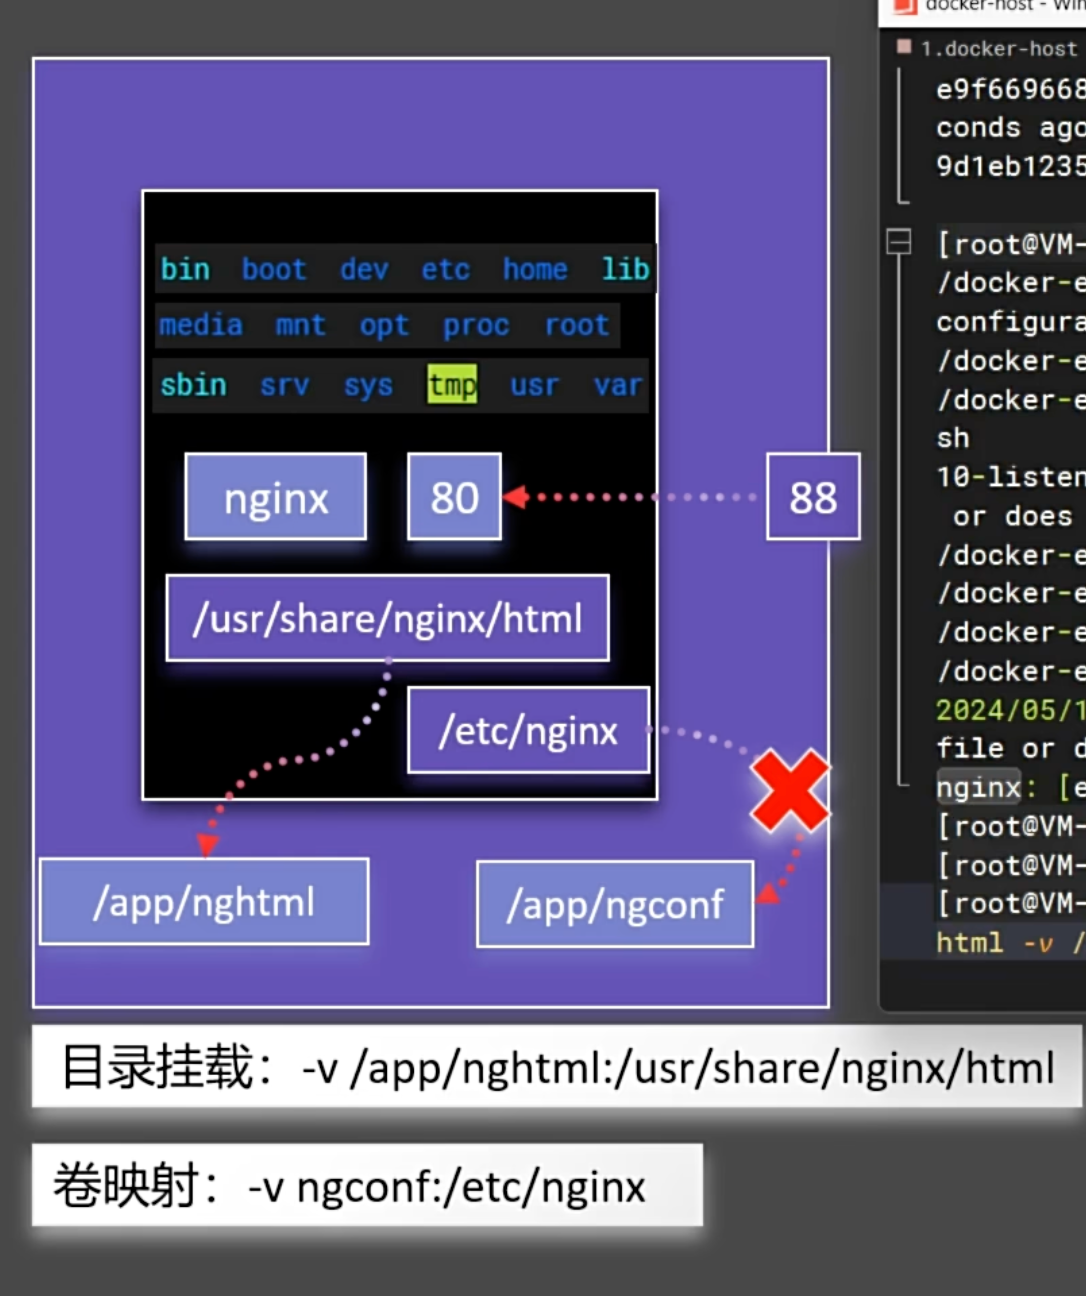 bin boot dev etc home lib
media mnt opt proc root
sbin srv sys tmp usr var
nginx 80 88
/usr/share/nginx/html
/etc/nginx
/app/nghtml /app/ngconf
目录挂载：-v /app/nghtml:/usr/share/nginx/html
卷映射：-v ngconf:/etc/nginx
docker-host - Win
1.docker-host
e9f669668
conds ago
9d1eb1235
[root@VM-
/docker-e
configura
/docker-e
/docker-e
sh
10-listen
or does
/docker-e
/docker-e
/docker-e
/docker-e
2024/05/1
file or d
nginx: [e
[root@VM-
[root@VM-
[root@VM-
html -v /